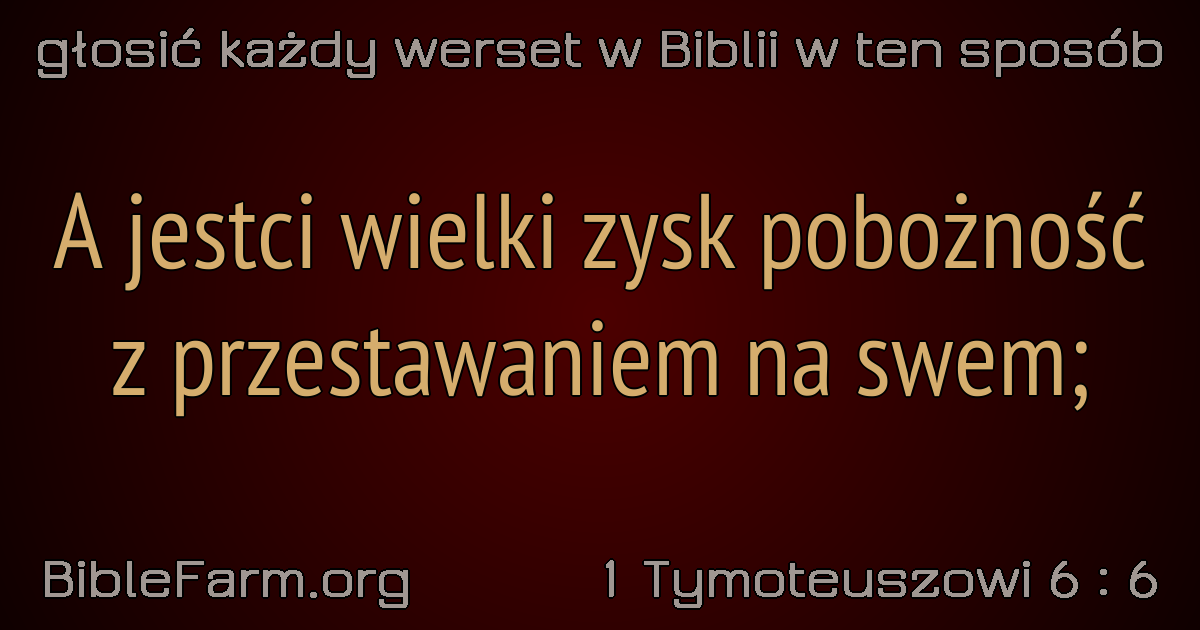 głosić każdy werset w Biblii w ten sposób
A jestci wielki zysk pobożność
z przestawaniem na swem;
BibleFarm.org
1 Tymoteuszowi 6 : 6